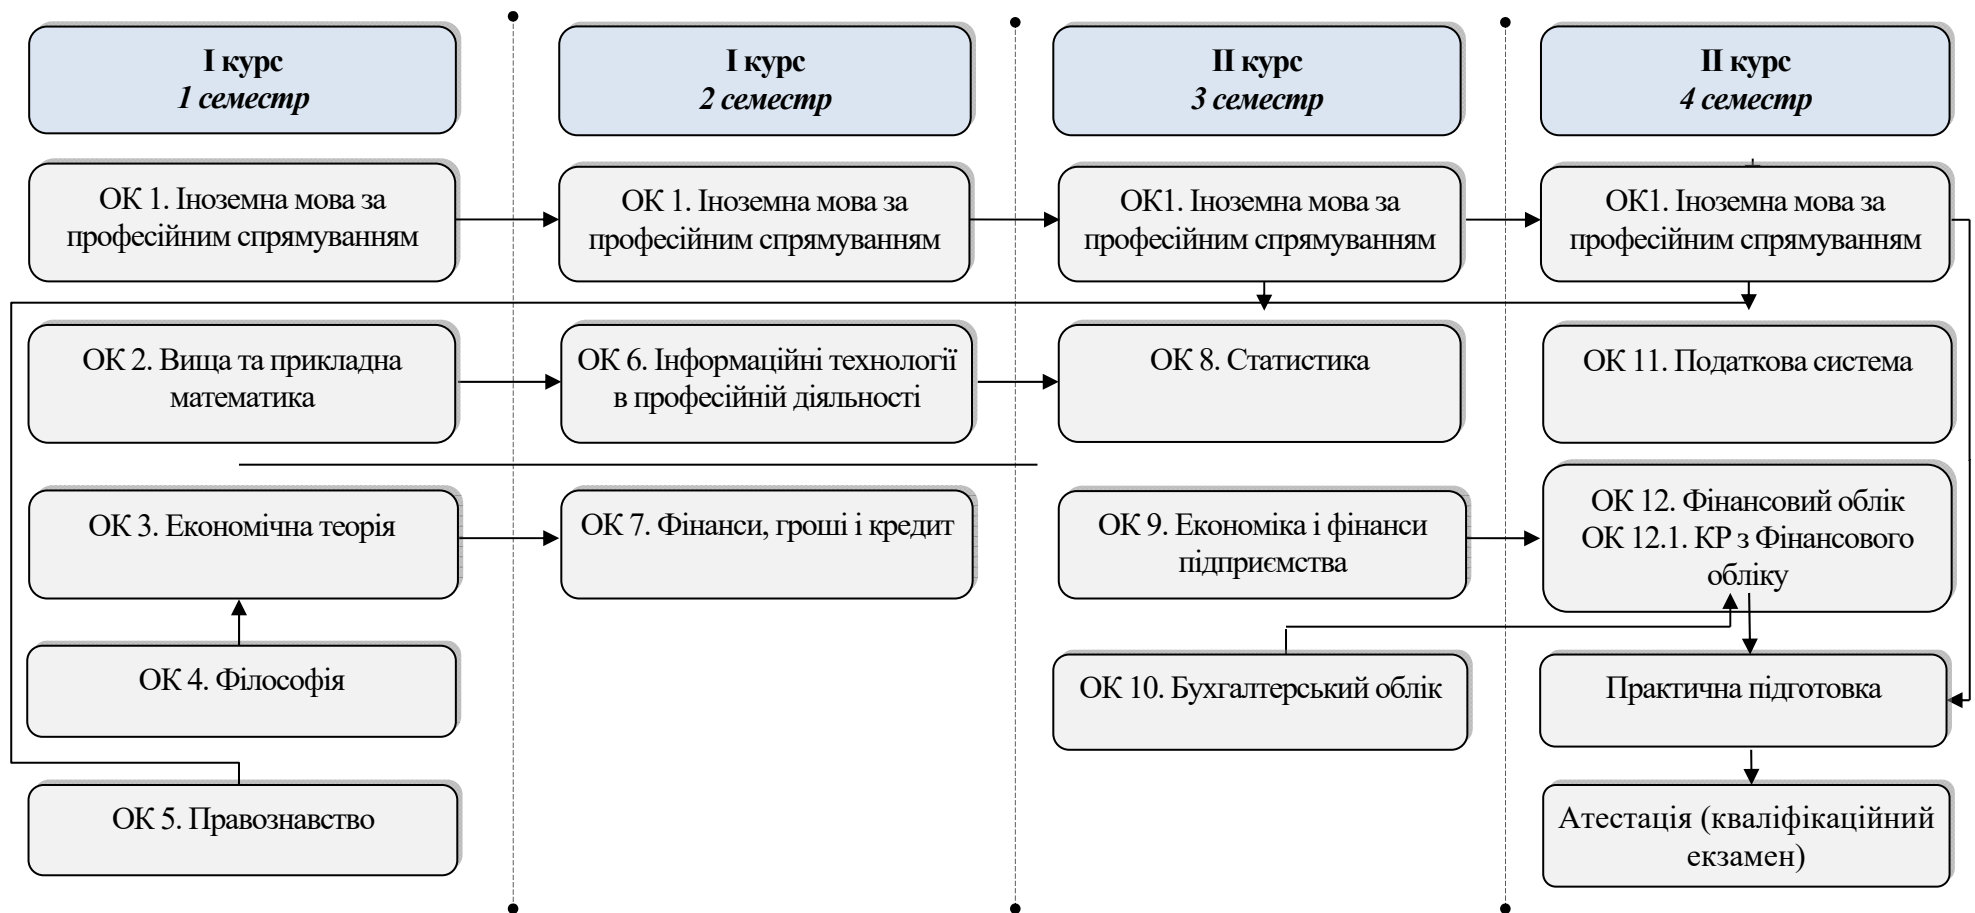 I курс
1 семестр
I курс
2 семестр
II курс
3 семестр
II курс
4 семестр
ОК 1. Іноземна мова за
професійним спрямуванням
ОК 1. Іноземна мова за
професійним спрямуванням
ОК1. Іноземна мова за
професійним спрямуванням
ОК1. Іноземна мова за
професійним спрямуванням
ОК 2. Вища та прикладна
математика
ОК 6. Інформаційні технології
в професійній діяльності
ОК 8. Статистика
ОК 11. Податкова система
ОК 3. Економічна теорія
ОК 7. Фінанси, гроші і кредит
ОК 9. Економіка і фінанси
підприємства
ОК 12. Фінансовий облік
ОК 12.1. КР з Фінансового
обліку
ОК 4. Філософія
ОК 10. Бухгалтерський облік
Практична підготовка
ОК 5. Правознавство
Атестація (кваліфікаційний
екзамен)